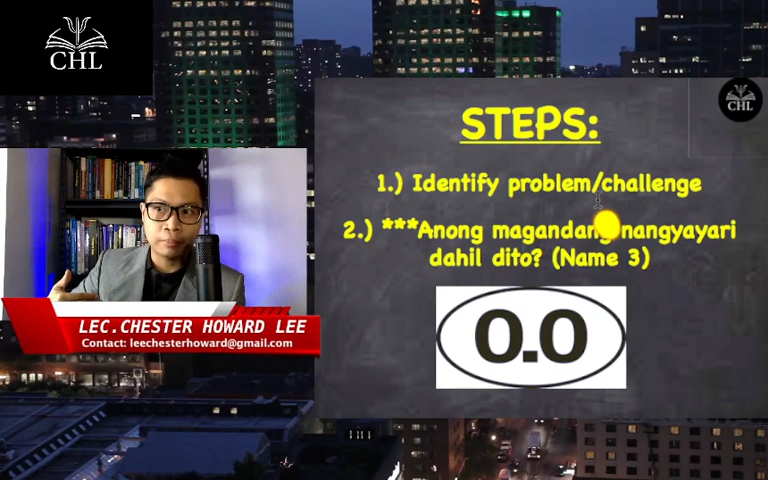 CHL
CHL
STEPS:
1.) Identify problem/challenge
2.) ***Anong magandang nangyayari
dahil dito? (Name 3)
0.0
LEC.CHESTER HOWARD LEE
Contact: leechesterhoward@gmail.com